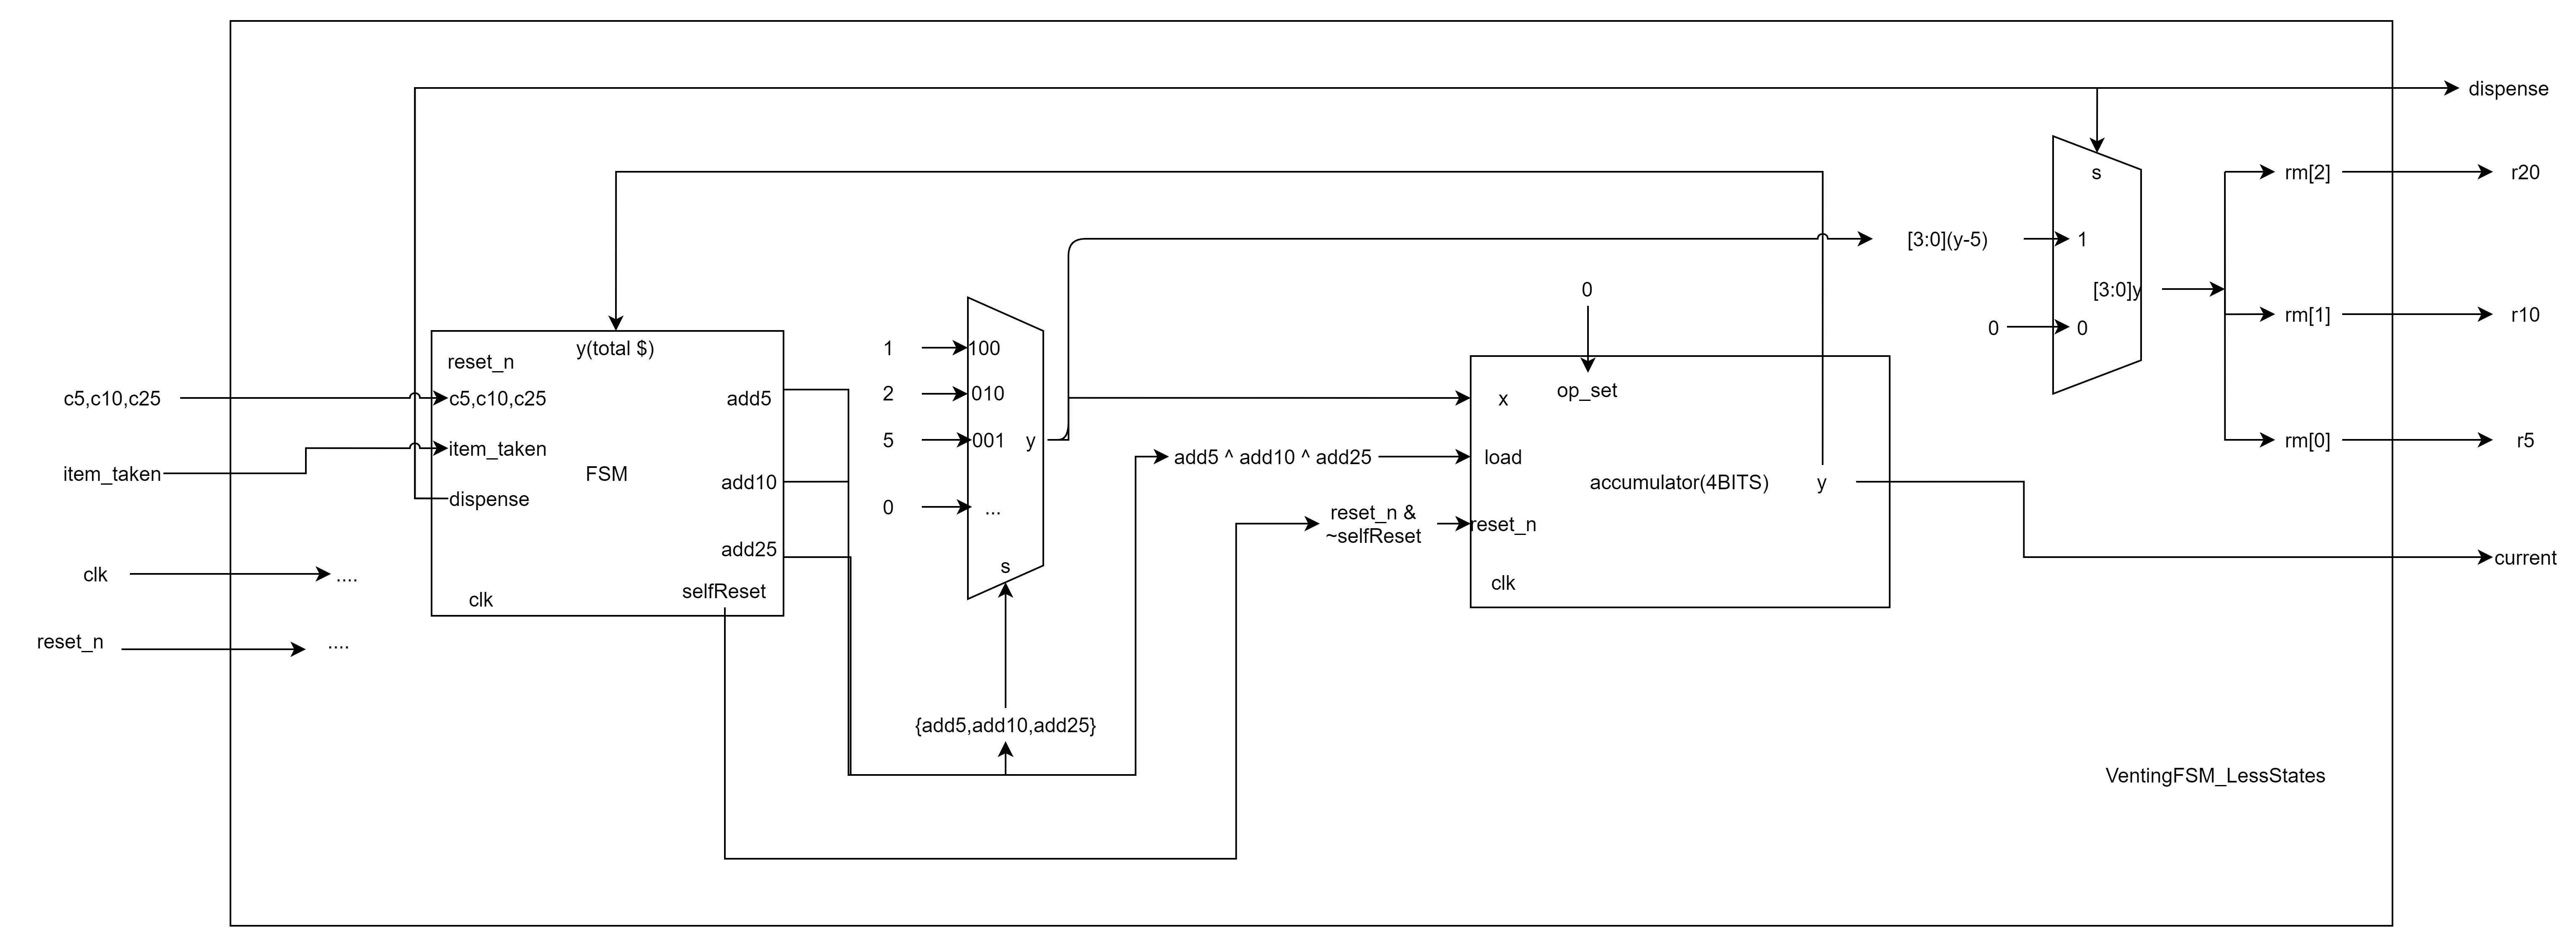 dispense
s
rm[2]
r20
[3:0](y-5)
1
[3:0]y
0
0
rm[1]
r10
rm[0]
r5
c5,c10,c25
item_taken
clk
....
reset_n
....
y(total $)
reset_n
c5,c10,c25
item_taken
dispense
FSM
add5
add10
add25
selfReset
clk
1
100
2
010
5
001
y
0
...
s
{add5,add10,add25}
add5 ^ add10 ^ add25
reset_n &
~selfReset
0
op_set
x
load
accumulator(4BITS)
y
reset_n
clk
current
VentingFSM_LessStates